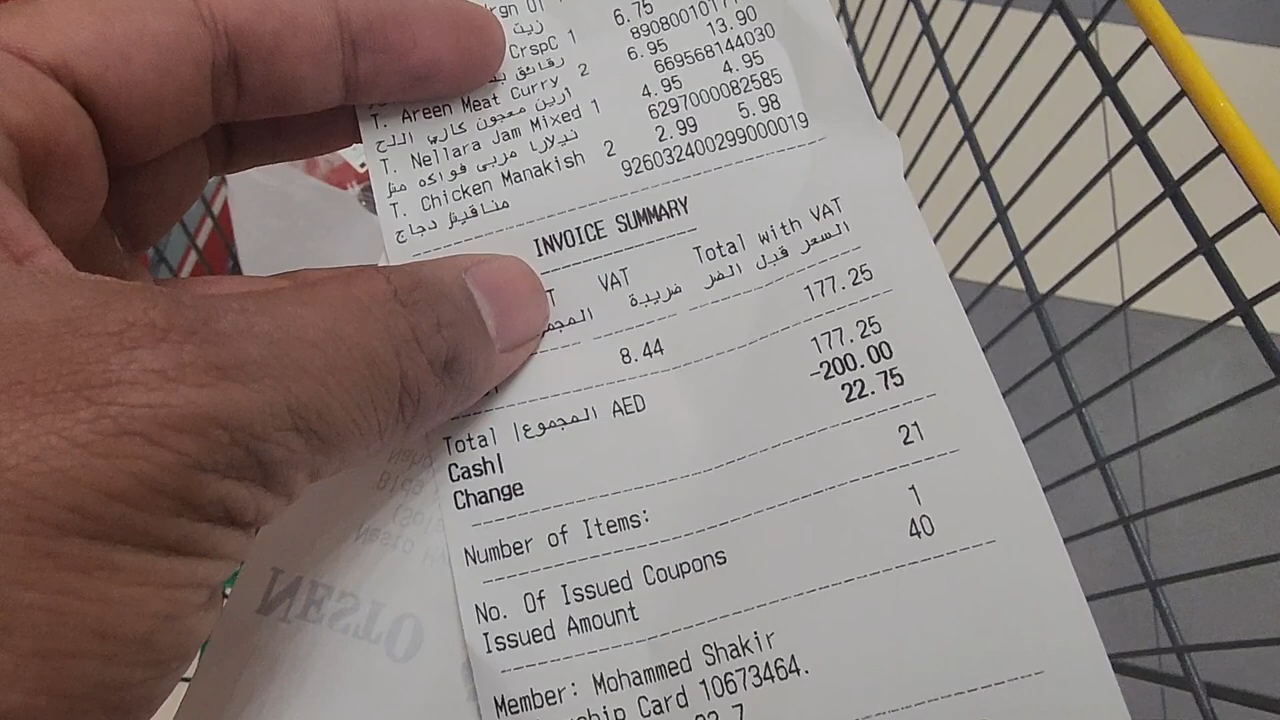 زيت 6.75
CrspC 1 89080010177
رقائق 6.95 13.90
T. Areen Meat Curry 2 669568144030
ارين معجون كاري اللح 4.95 4.95
T. Nellara Jam Mixed 1 6297000082585
نيلارا مربى فواكه مشا 2.99 5.98
T. Chicken Manakish 2 926032400299000019
مناقيش دجاج
INVOICE SUMMARY
VAT Total with VAT
ضريبة السعر قبل الضر
8.44 177.25
Total المجموع| AED 177.25
Cash| -200.00
Change 22.75
Number of Items: 21
No. Of Issued Coupons 1
Issued Amount 40
Member: Mohammed Shakir
Card 10673464.
NESTO